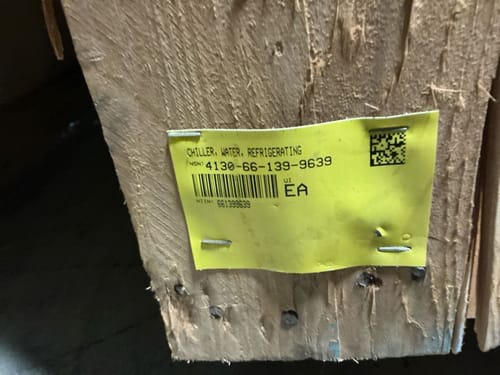 CHILLER, WATER, REFRIGERATING
NSN: 4130-66-139-9639
UI
EA
NIIN: 661399639